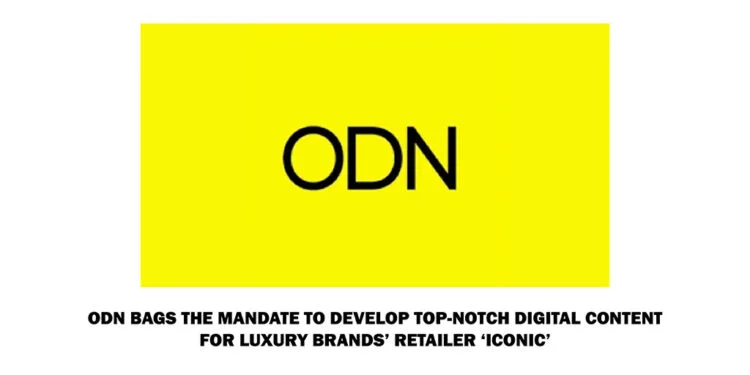 ODN
ODN BAGS THE MANDATE TO DEVELOP TOP-NOTCH DIGITAL CONTENT
FOR LUXURY BRANDS’ RETAILER ‘ICONIC’